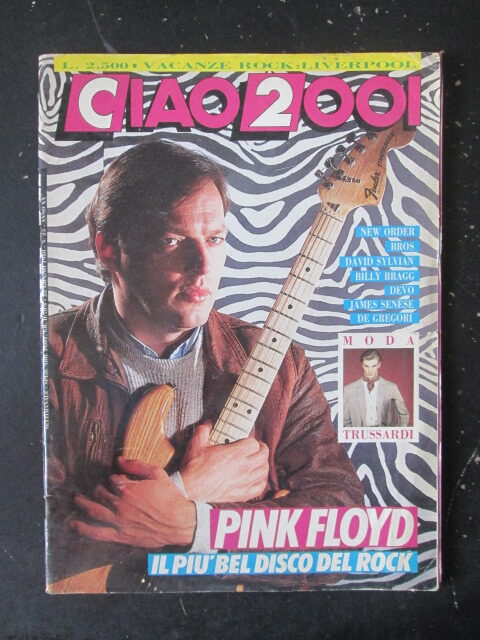 L. 2.500 • VACANZE ROCK: LIVERPOOL
CIAO 2001
Fender
NEW ORDER
BROS
DAVID SYLVIAN
BILLY BRAGG
DEVO
JAMES SENESE
DE GREGORI
MODA
TRUSSARDI
PINK FLOYD
IL PIU' BEL DISCO DEL ROCK